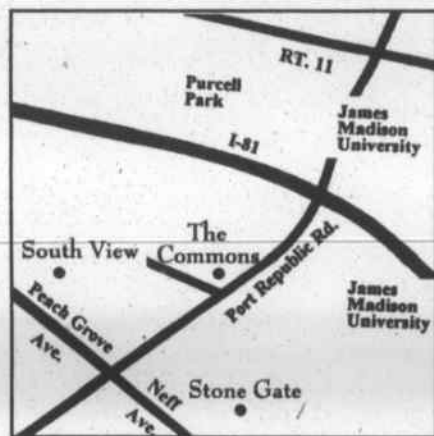 RT. 11
Purcell
Park
James
Madison
University
I-81
The
Commons
South View
Port Republic Rd.
James
Madison
University
Peach Grove
Ave.
Neff
Ave.
Stone Gate